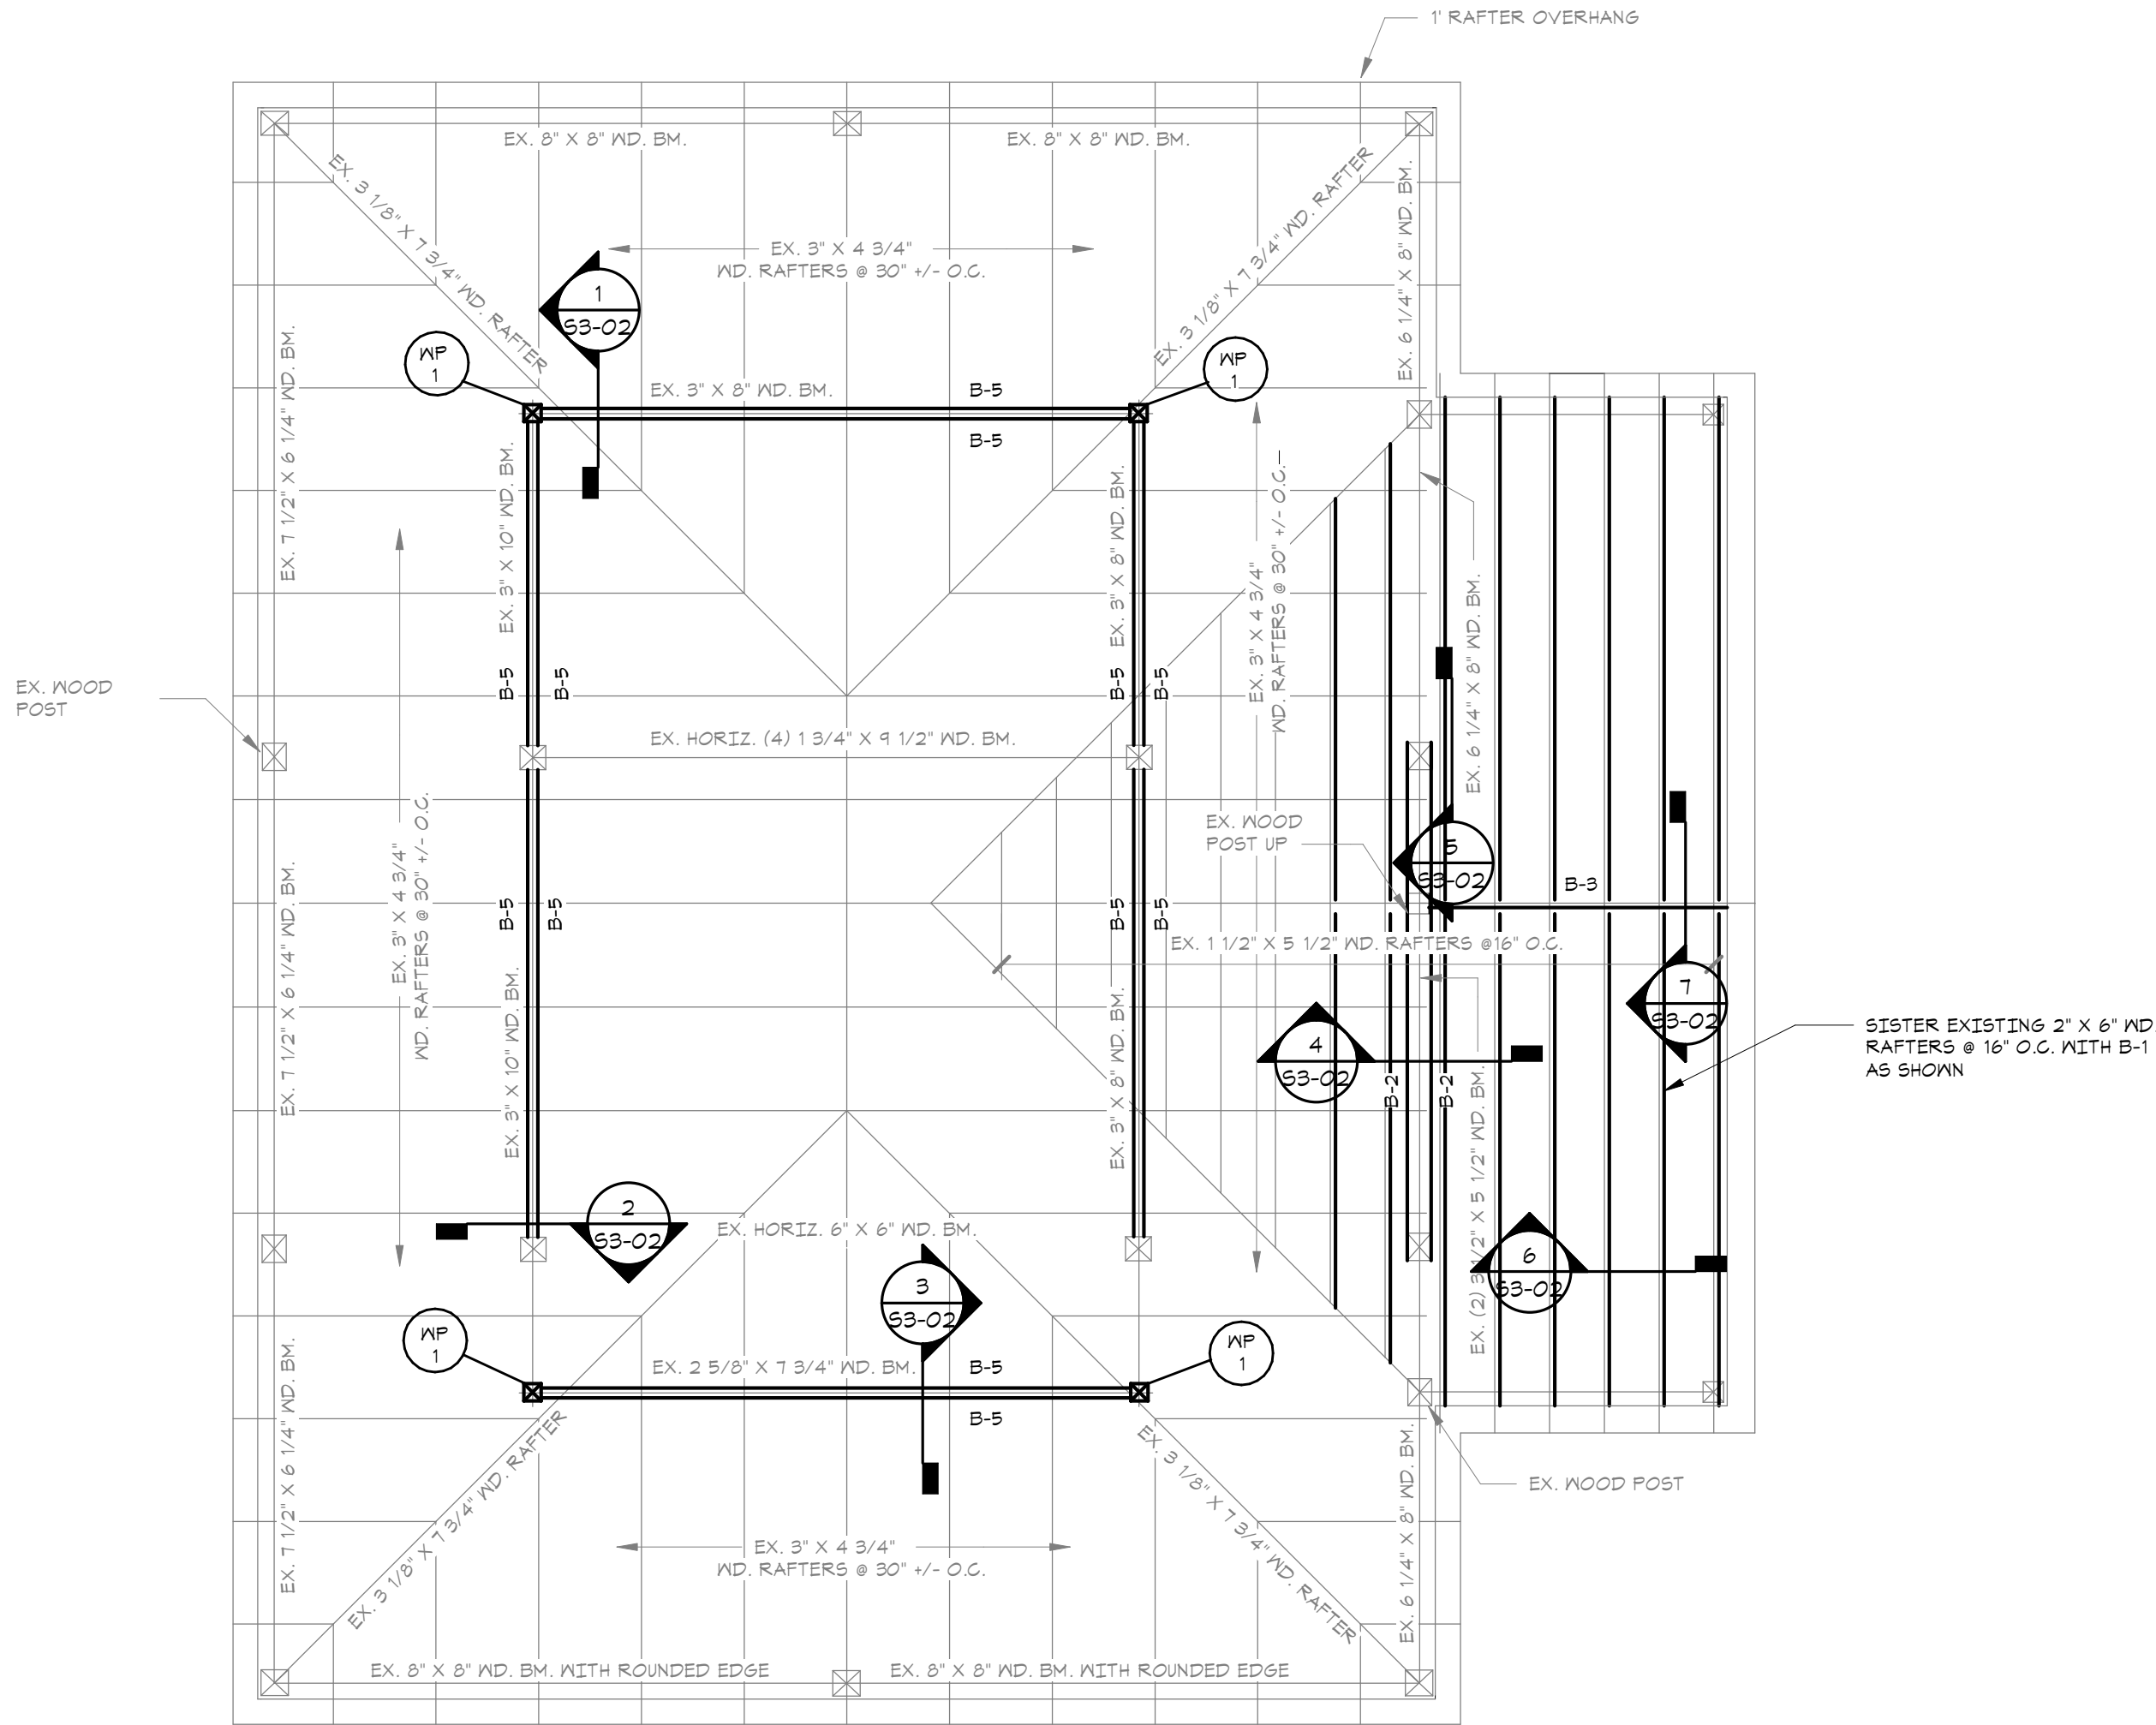 1' RAFTER OVERHANG
EX. 8" X 8" WD. BM.
EX. 8" X 8" WD. BM.
EX. 3 1/8" X 7 3/4" WD. RAFTER
EX. 3 1/8" X 7 3/4" WD. RAFTER
EX. 6 1/4" X 8" WD. BM.
EX. 3" X 4 3/4"
WD. RAFTERS @ 30" +/- O.C.
1
S3-02
WP
1
WP
1
EX. 7 1/2" X 6 1/4" WD. BM.
EX. 3" X 8" WD. BM.
B-5
B-5
EX. 3" X 10" WD. BM.
EX. 3" X 8" WD. BM.
EX. 3" X 4 3/4"
WD. RAFTERS @ 30" +/- O.C.
EX. 6 1/4" X 8" WD. BM.
B-5
B-5
B-5
B-5
EX. WOOD
POST
EX. HORIZ. (4) 1 3/4" X 9 1/2" WD. BM.
EX. 3" X 4 3/4"
WD. RAFTERS @ 30" +/- O.C.
EX. WOOD
POST UP
5
S3-02
B-3
EX. 7 1/2" X 6 1/4" WD. BM.
B-5
B-5
B-5
B-5
EX. 1 1/2" X 5 1/2" WD. RAFTERS @16" O.C.
EX. 3" X 10" WD. BM.
EX. 3" X 8" WD. BM.
7
S3-02
4
S3-02
B-2
B-2
SISTER EXISTING 2" X 6" WD
RAFTERS @ 16" O.C. WITH B-1
AS SHOWN
EX. (2) 3 1/2" X 5 1/2" WD. BM.
2
S3-02
EX. HORIZ. 6" X 6" WD. BM.
3
S3-02
6
S3-02
WP
1
WP
1
EX. 2 5/8" X 7 3/4" WD. BM.
B-5
B-5
EX. 7 1/2" X 6 1/4" WD. BM.
EX. 3 1/8" X 7 3/4" WD. RAFTER
EX. 3 1/8" X 7 3/4" WD. RAFTER
EX. 6 1/4" X 8" WD. BM.
EX. WOOD POST
EX. 3" X 4 3/4"
WD. RAFTERS @ 30" +/- O.C.
EX. 8" X 8" WD. BM. WITH ROUNDED EDGE
EX. 8" X 8" WD. BM. WITH ROUNDED EDGE